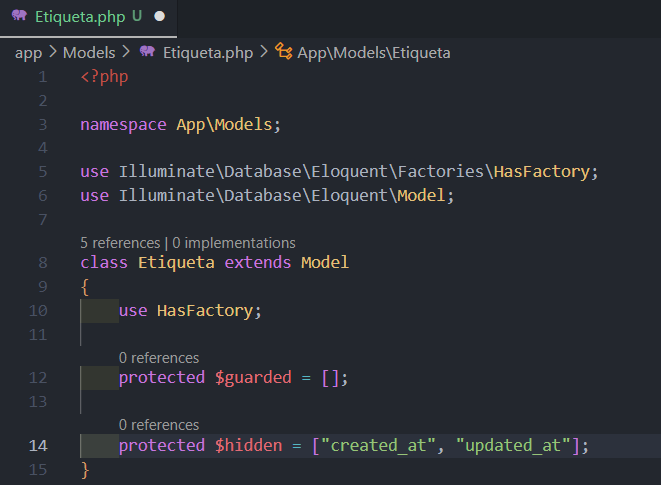 Etiqueta.php U
app > Models > Etiqueta.php > App\Models\Etiqueta
1 <?php
2
3 namespace App\Models;
4
5 use Illuminate\Database\Eloquent\Factories\HasFactory;
6 use Illuminate\Database\Eloquent\Model;
7
5 references | 0 implementations
8 class Etiqueta extends Model
9 {
10 use HasFactory;
11
0 references
12 protected $guarded = [];
13
0 references
14 protected $hidden = ["created_at", "updated_at"];
15 }